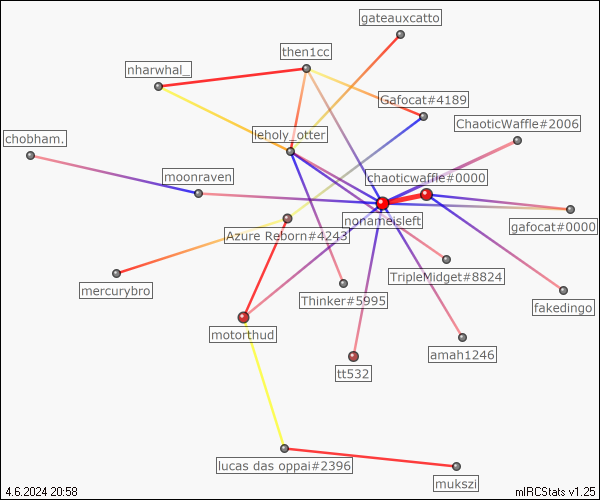 gateauxcatto
then1cc
nharwhal_
Gafocat#4189
ChaoticWaffle#2006
leholy_otter
chobham.
moonraven
chaoticwaffle#0000
nonameisleft
gafocat#0000
Azure Reborn#4243
TripleMidget#8824
mercurybro
Thinker#5995
fakedingo
motorthud
amah1246
tt532
lucas das oppai#2396
mukszi
4.6.2024 20:58
mIRCStats v1.25